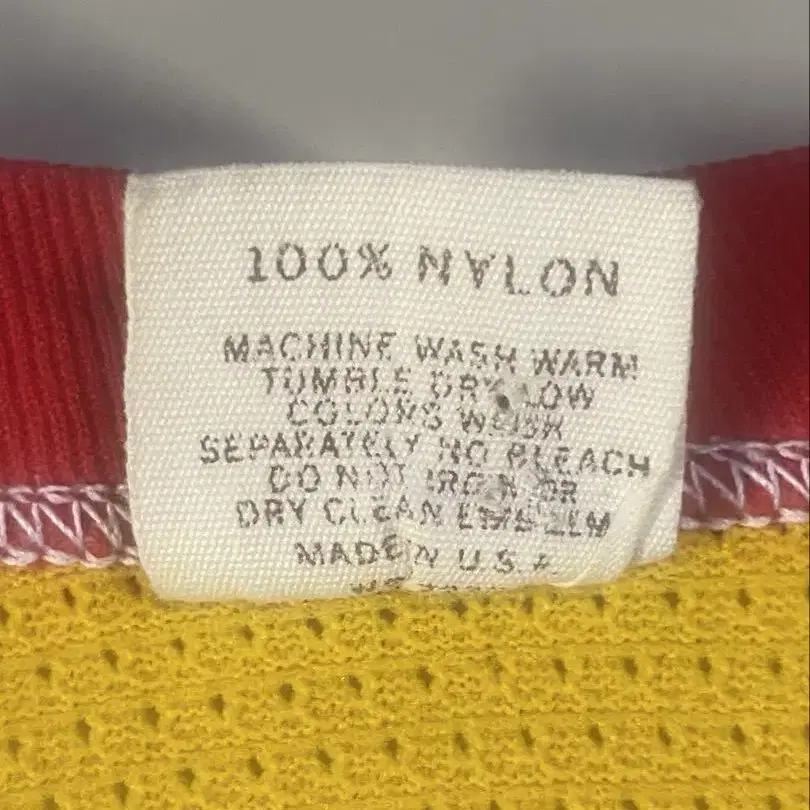 100% NYLON
MACHINE WASH WARM
TUMBLE DRY LOW
COLORS WASH
SEPARATELY NO BLEACH
DO NOT IRON OR
DRY CLEAN EMBLEM
MADE IN U.S.A.